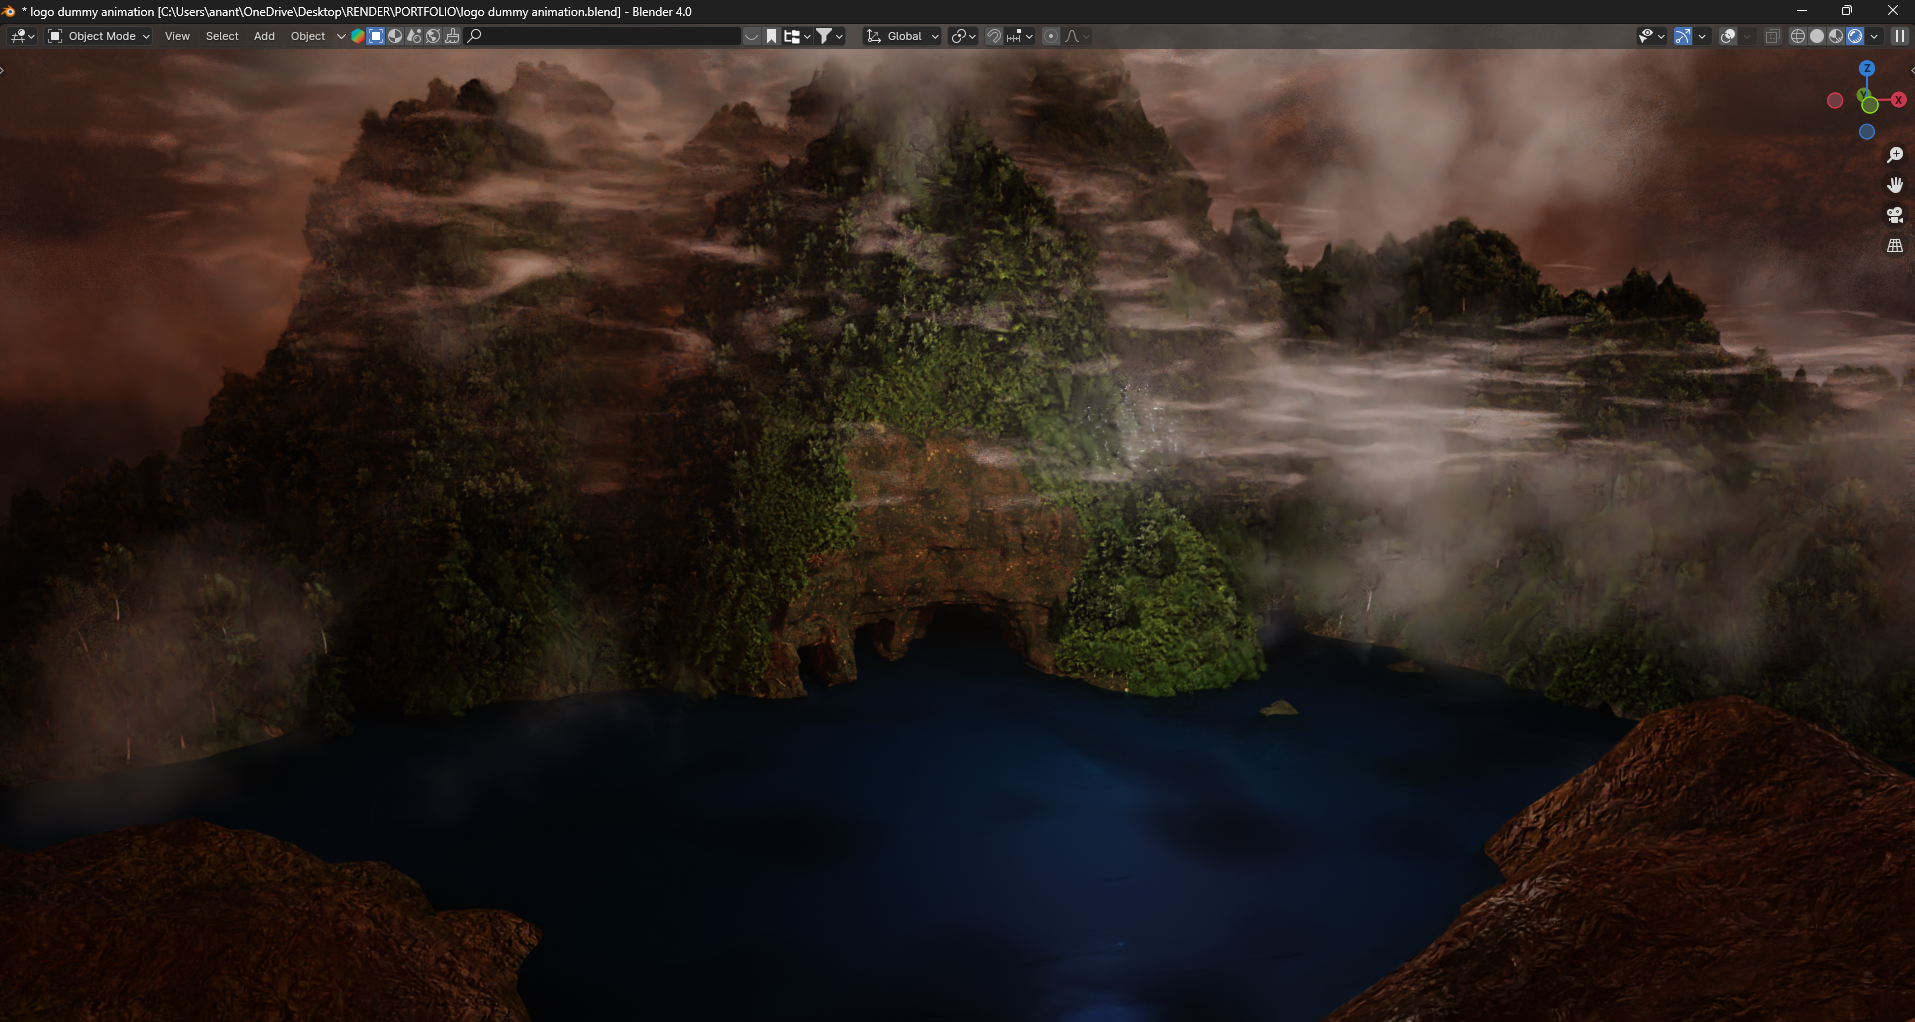 * logo dummy animation [C:\Users\anant\OneDrive\Desktop\RENDER\PORTFOLIO\logo dummy animation.blend] - Blender 4.0
Object Mode View Select Add Object Global
Z
Y
X